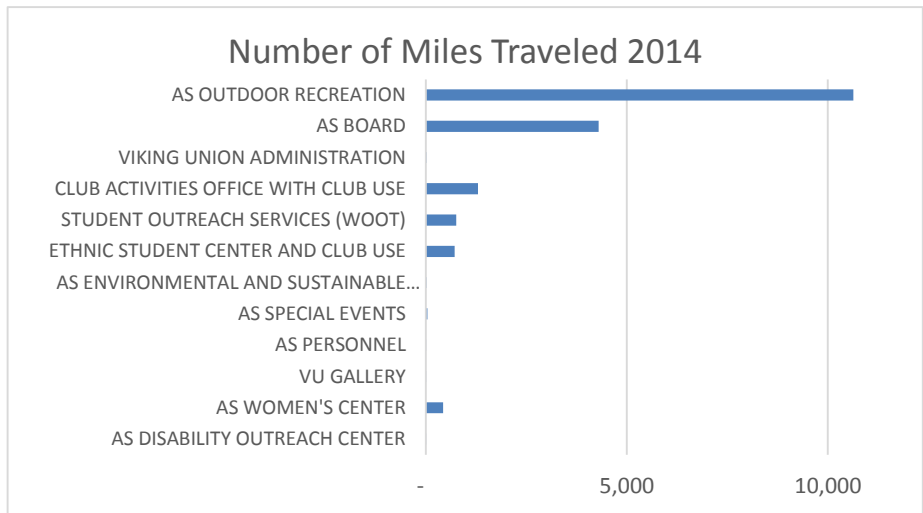 Number of Miles Traveled 2014
AS OUTDOOR RECREATION
AS BOARD
VIKING UNION ADMINISTRATION
CLUB ACTIVITIES OFFICE WITH CLUB USE
STUDENT OUTREACH SERVICES (WOOT)
ETHNIC STUDENT CENTER AND CLUB USE
AS ENVIRONMENTAL AND SUSTAINABLE…
AS SPECIAL EVENTS
AS PERSONNEL
VU GALLERY
AS WOMEN'S CENTER
AS DISABILITY OUTREACH CENTER
- 5,000 10,000